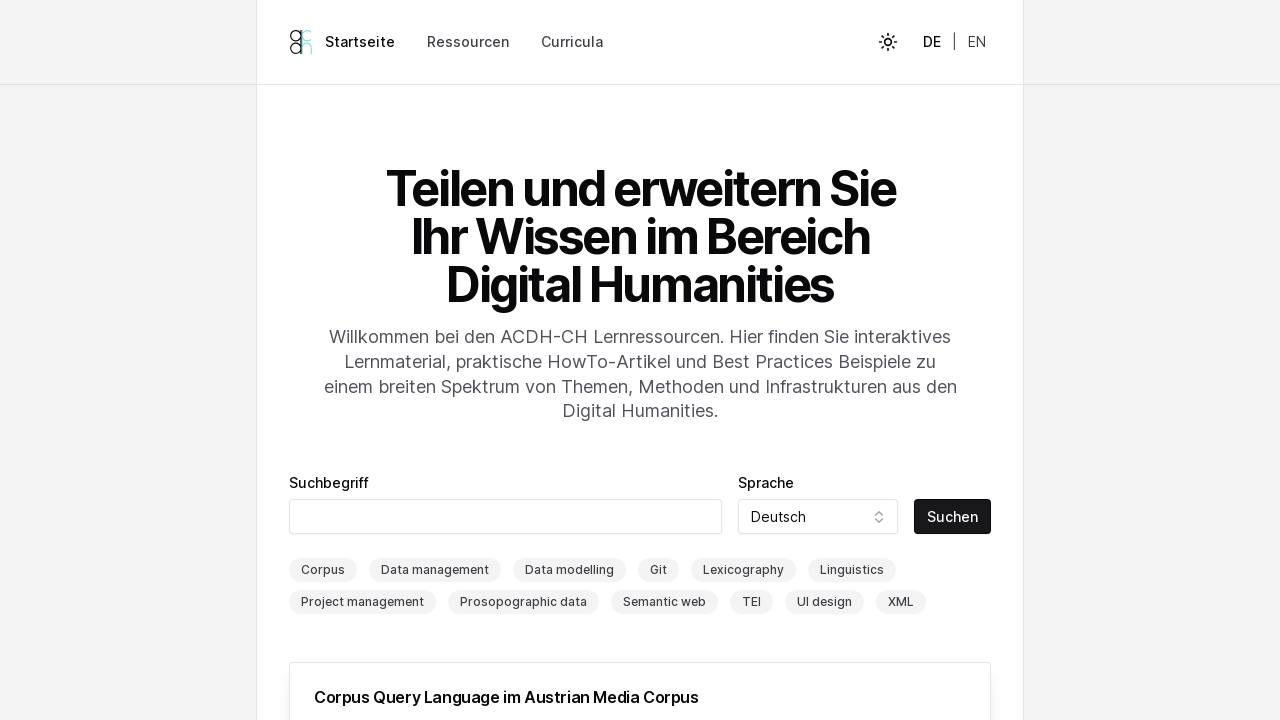 Startseite Ressourcen Curricula DE | EN
Teilen und erweitern Sie
Ihr Wissen im Bereich
Digital Humanities
Willkommen bei den ACDH-CH Lernressourcen. Hier finden Sie interaktives
Lernmaterial, praktische HowTo-Artikel und Best Practices Beispiele zu
einem breiten Spektrum von Themen, Methoden und Infrastrukturen aus den
Digital Humanities.
Suchbegriff Sprache
Deutsch Suchen
Corpus Data management Data modelling Git Lexicography Linguistics
Project management Prosopographic data Semantic web TEI UI design XML
Corpus Query Language im Austrian Media Corpus